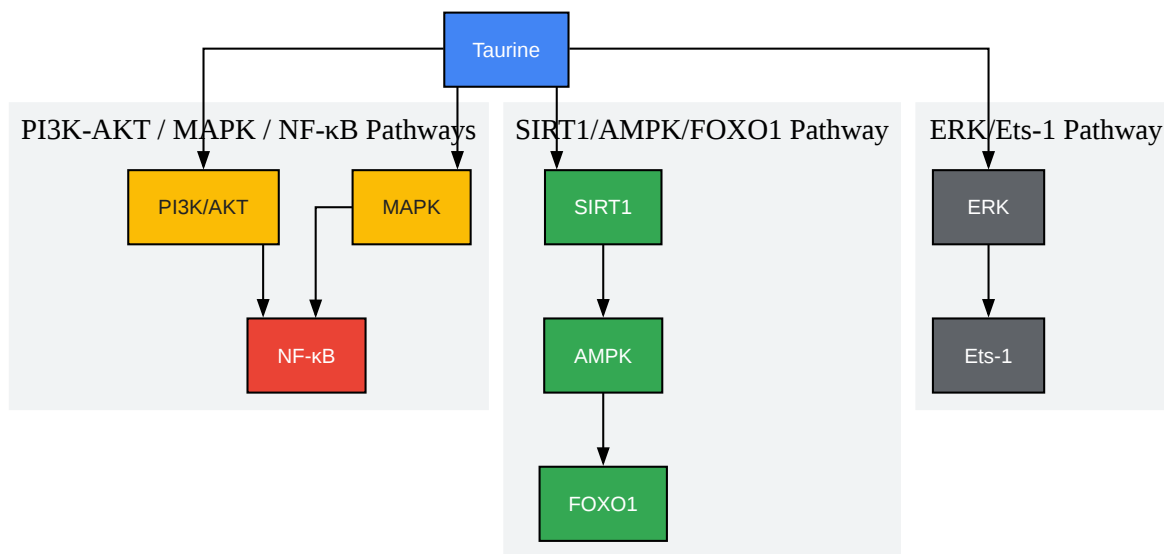 Taurine
PI3K-AKT / MAPK / NF-κB Pathways
SIRT1/AMPK/FOXO1 Pathway
ERK/Ets-1 Pathway
PI3K/AKT
MAPK
SIRT1
ERK
NF-κB
AMPK
Ets-1
FOXO1